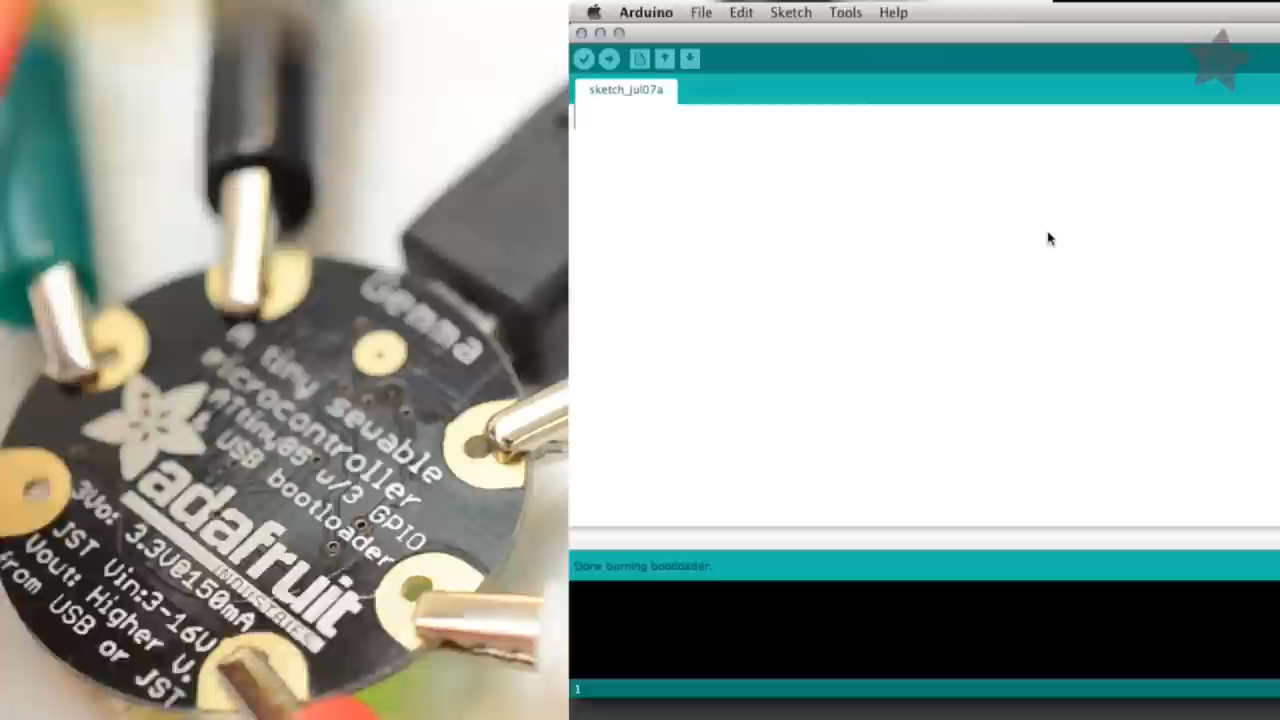 Gemma
A tiny sewable
microcontroller
ATtiny85 w/3 GPIO
& USB bootloader
adafruit
INDUSTRIES
3Vo: 3.3V@150mA
JST Vin:3-16V
Vout: Higher V.
from USB or JST
Arduino File Edit Sketch Tools Help
sketch_jul07a
Done burning bootloader.
1